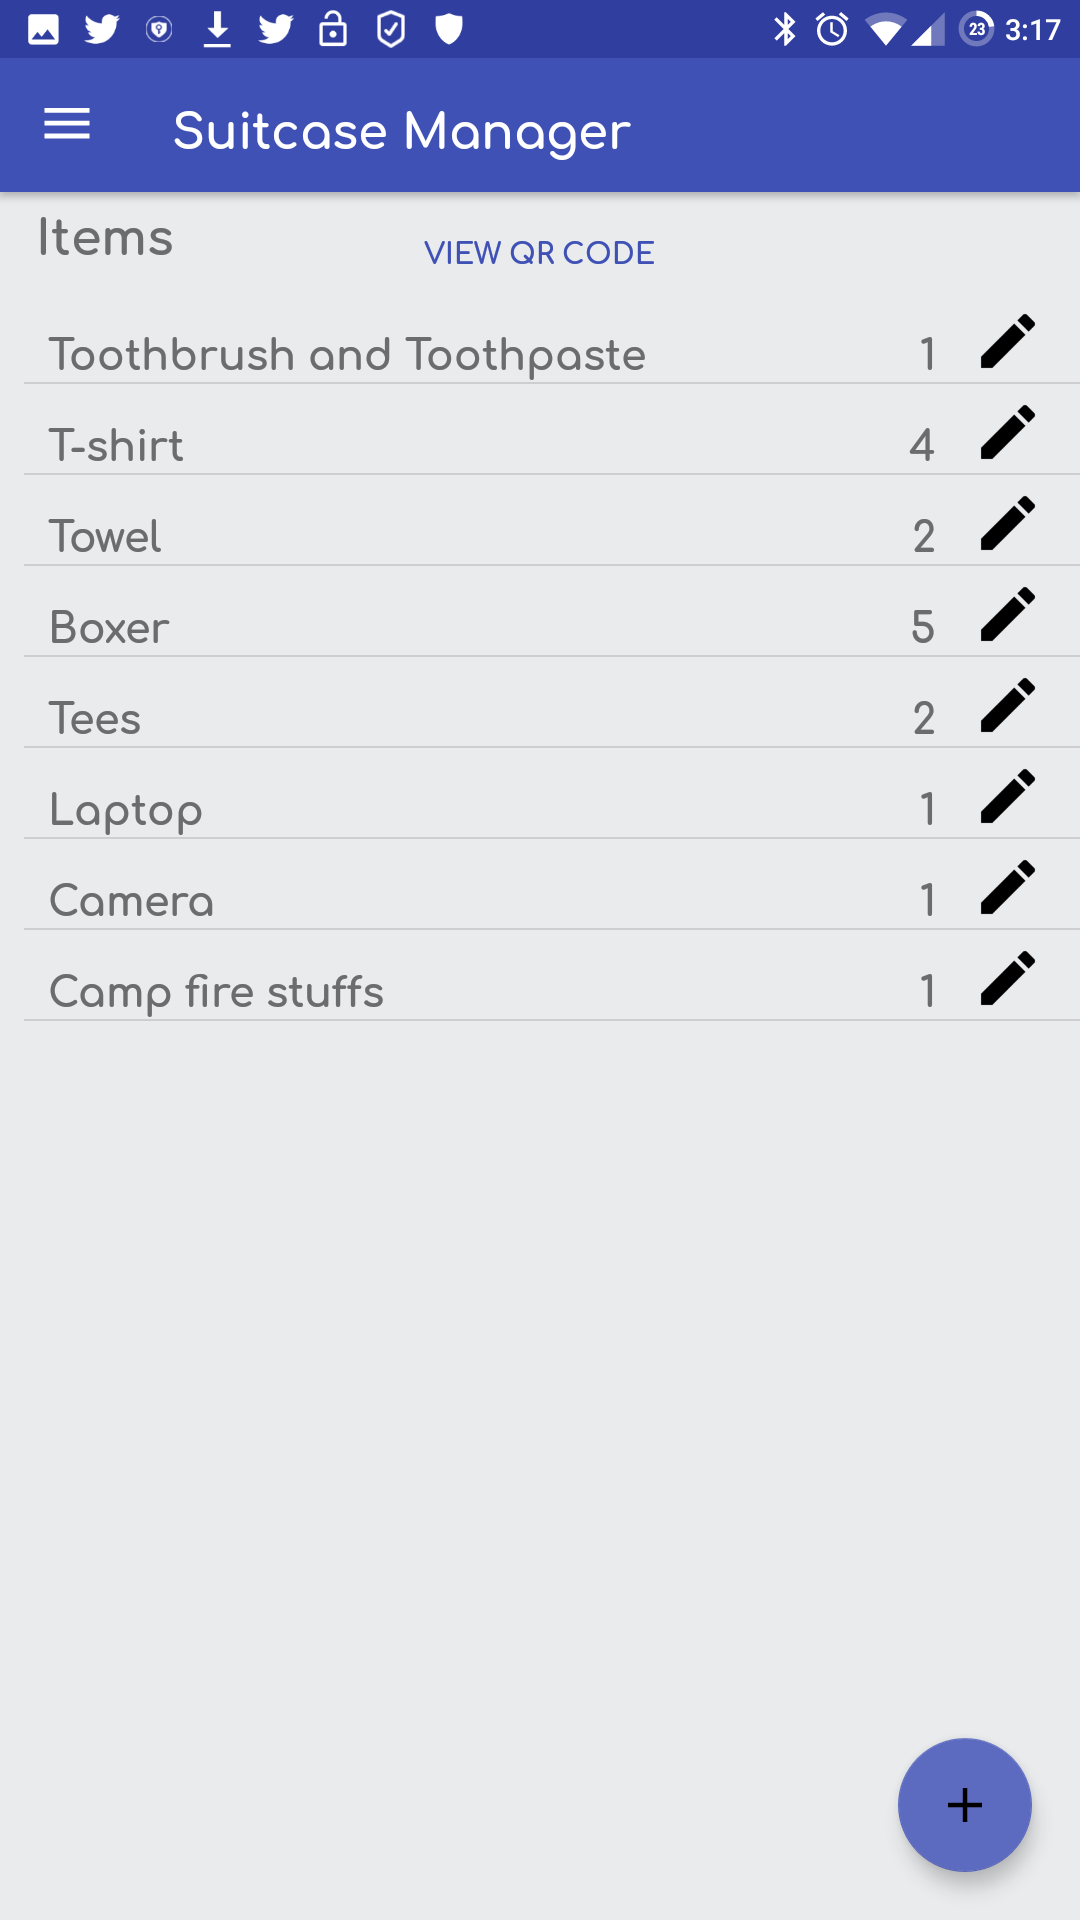 23 3:17
Suitcase Manager
Items
VIEW QR CODE
Toothbrush and Toothpaste 1
T-shirt 4
Towel 2
Boxer 5
Tees 2
Laptop 1
Camera 1
Camp fire stuffs 1